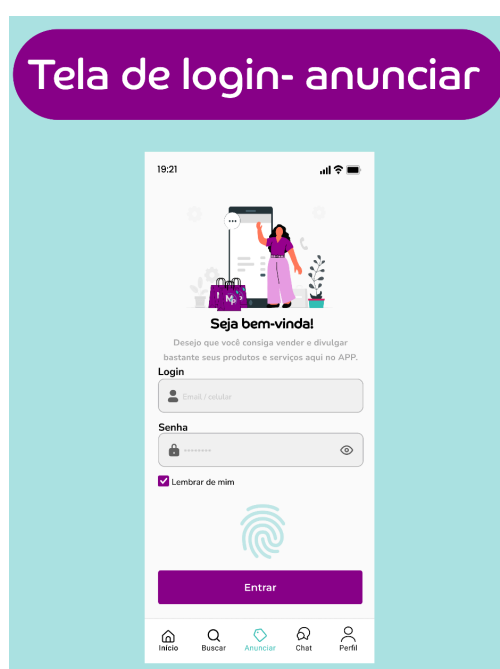 Tela de login- anunciar
19:21
Seja bem-vinda!
Desejo que você consiga vender e divulgar
bastante seus produtos e serviços aqui no APP.
Login
Email / celular
Senha
********
Lembrar de mim
Entrar
Início Buscar Anunciar Chat Perfil